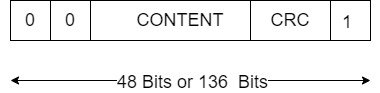 0 0 CONTENT CRC 1
48 Bits or 136 Bits